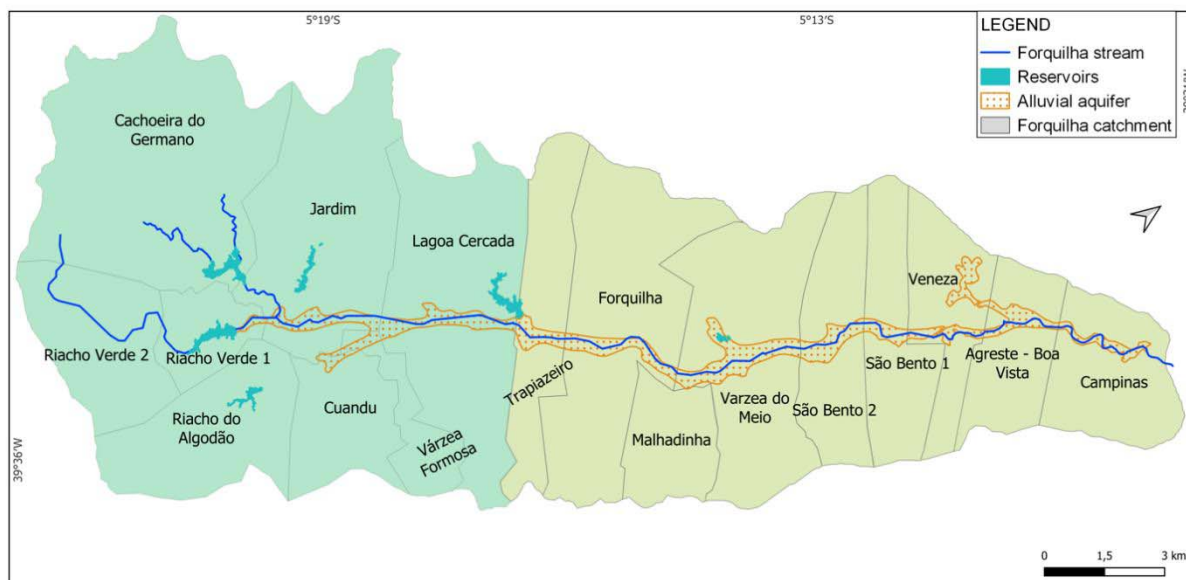 5°19'S
5°13'S
LEGEND
Forquilha stream
Reservoirs
Alluvial aquifer
Forquilha catchment
Cachoeira do
Germano
Jardim
Lagoa Cercada
Forquilha
Veneza
Riacho Verde 2
Riacho Verde 1
Riacho do
Algodão
Cuandu
Várzea
Formosa
Trapiazeiro
Malhadinha
Varzea do
Meio
São Bento 2
São Bento 1
Agreste - Boa
Vista
Campinas
39°36'W
0
1,5
3 km